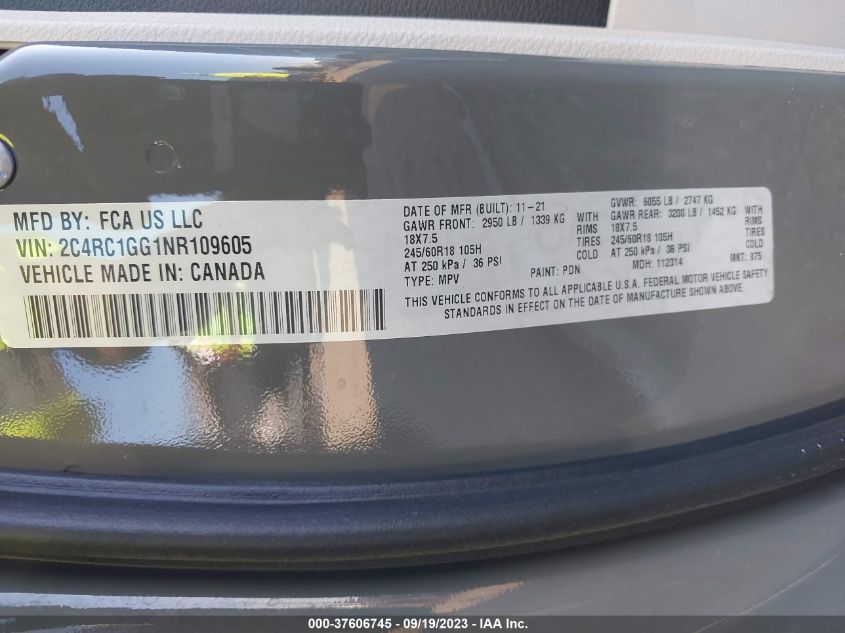 MFD BY: FCA US LLC
VIN: 2C4RC1GG1NR109605
VEHICLE MADE IN: CANADA
DATE OF MFR (BUILT): 11-21 GVWR: 6055 LB / 2747 KG
GAWR FRONT: 2950 LB / 1339 KG WITH GAWR REAR: 3200 LB / 1452 KG WITH
18X7.5 RIMS 18X7.5 RIMS
245/60R18 105H TIRES 245/60R18 105H TIRES
AT 250 kPa / 36 PSI COLD AT 250 kPa / 36 PSI COLD
TYPE: MPV PAINT: PDN MDH: 112314 MKT: 875
THIS VEHICLE CONFORMS TO ALL APPLICABLE U.S.A. FEDERAL MOTOR VEHICLE SAFETY
STANDARDS IN EFFECT ON THE DATE OF MANUFACTURE SHOWN ABOVE.
000-37606745 - 09/19/2023 - IAAI.com